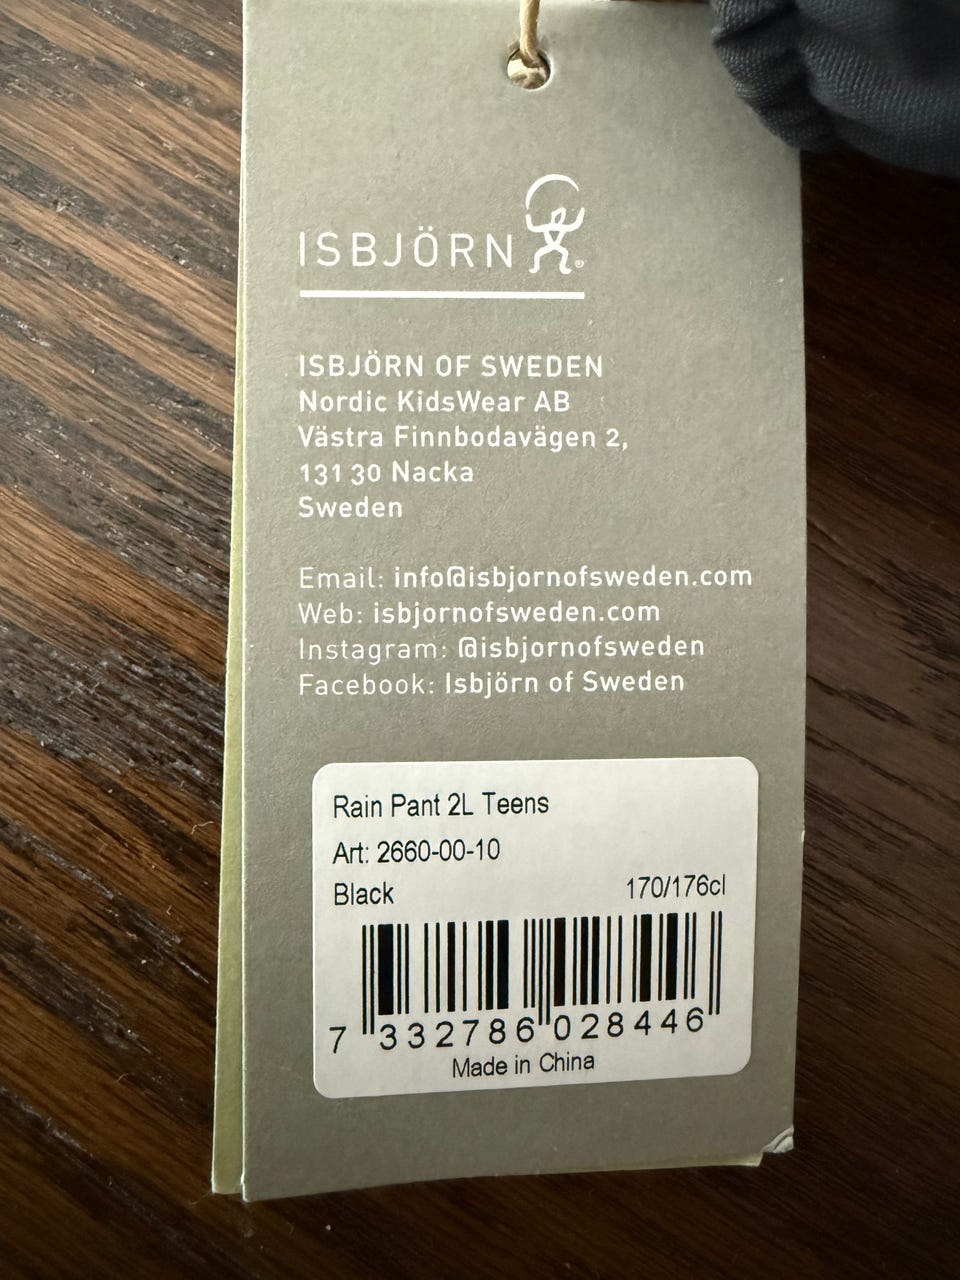 ISBJÖRN ®
ISBJÖRN OF SWEDEN
Nordic KidsWear AB
Västra Finnbodavägen 2,
131 30 Nacka
Sweden
Email: info@isbjornofsweden.com
Web: isbjornofsweden.com
Instagram: @isbjornofsweden
Facebook: Isbjörn of Sweden
Rain Pant 2L Teens
Art: 2660-00-10
Black 170/176cl
7 332786 028446
Made in China